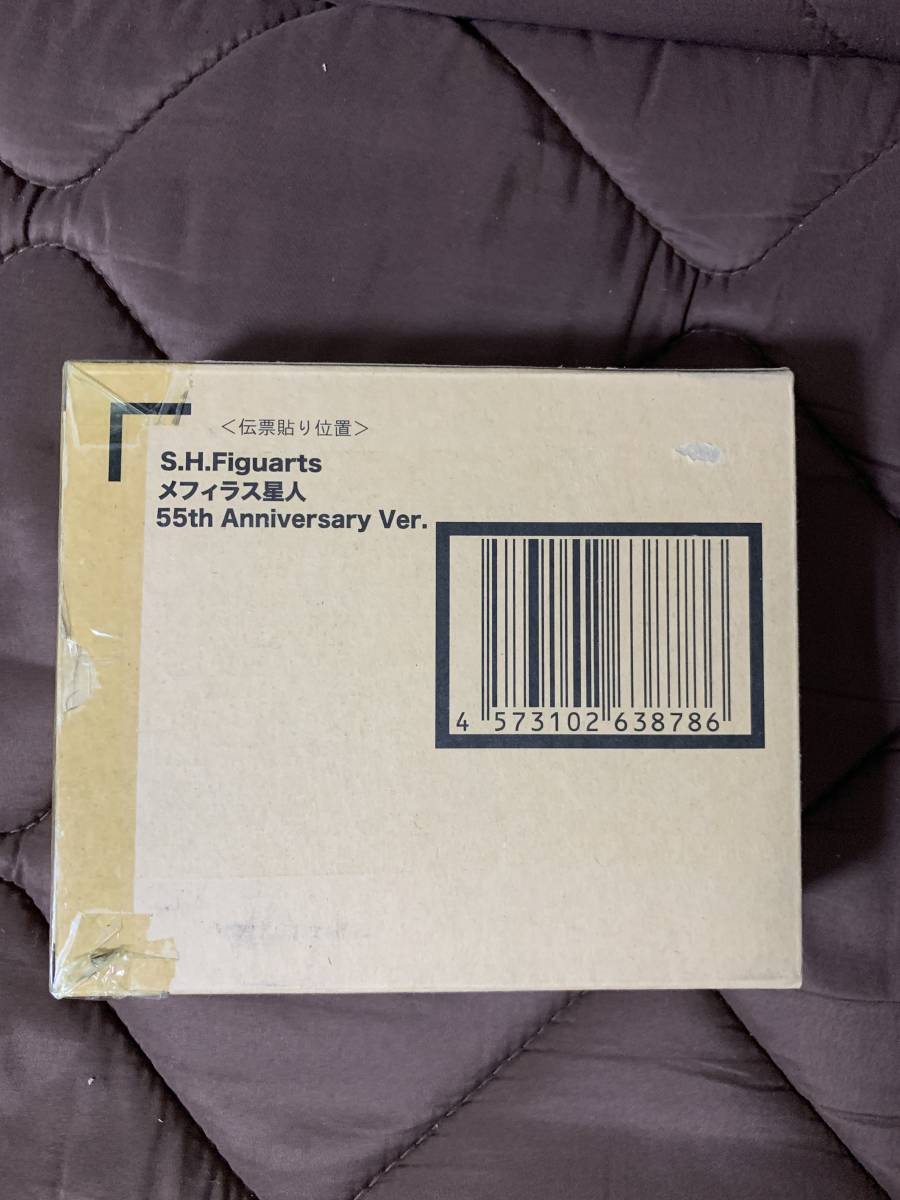 ＜伝票貼り位置＞
S.H.Figuarts
メフィラス星人
55th Anniversary Ver.
4 573102 638786